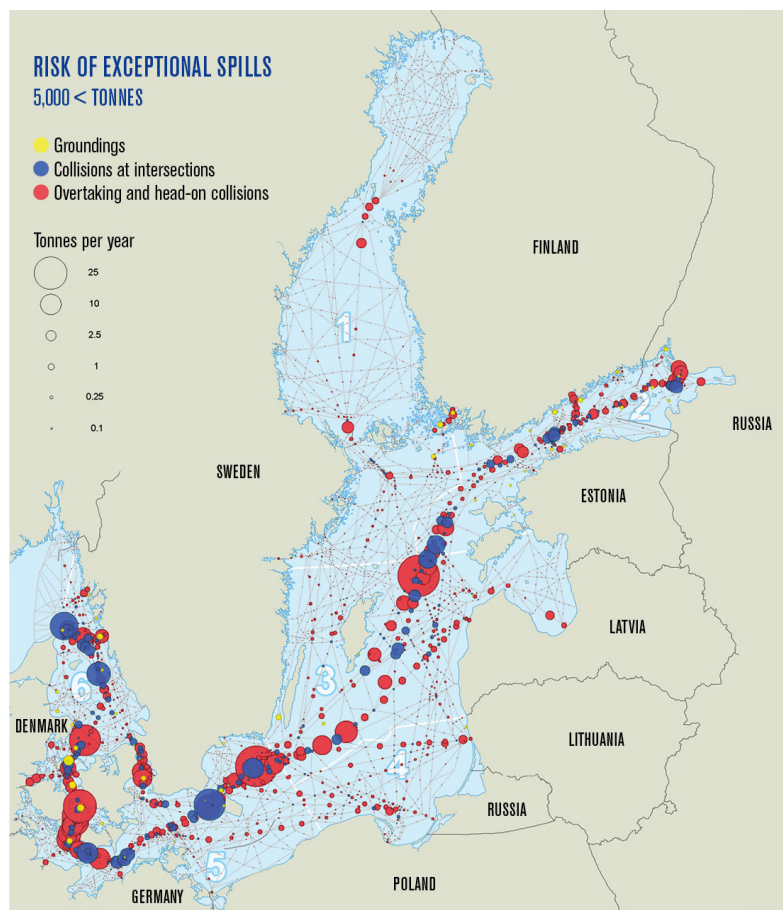 RISK OF EXCEPTIONAL SPILLS
5,000 < TONNES
Groundings
Collisions at intersections
Overtaking and head-on collisions
Tonnes per year
25
10
2.5
1
0.25
0.1
FINLAND
1
2
RUSSIA
SWEDEN
ESTONIA
LATVIA
3
6
DENMARK
LITHUANIA
4
RUSSIA
5
POLAND
GERMANY